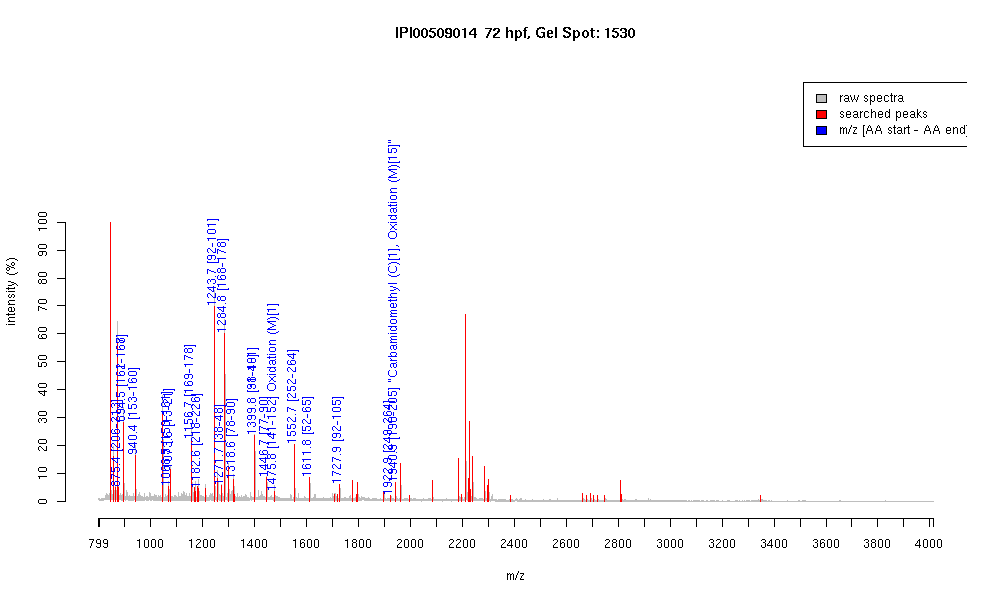 IPI00509014 72 hpf, Gel Spot: 1530
raw spectra
searched peaks
m/z [AA start - AA end]
intensity (%)
0
10
20
30
40
50
60
70
80
90
100
875.4 [206-213]
940.4 [153-160]
1156.7 [169-178]
1182.6 [218-226]
1243.7 [92-101]
1271.7 [38-48]
1284.8 [168-178]
1318.6 [78-90]
1446.7 [77-90]
1475.8 [141-152] Oxidation (M)[1]
1552.7 [252-264]
1611.8 [52-65]
1727.9 [92-105]
"Carbamidomethyl (C)[1], Oxidation (M)[15]"
799 1000 1200 1400 1600 1800 2000 2200 2400 2600 2800 3000 3200 3400 3600 3800 4000
m/z